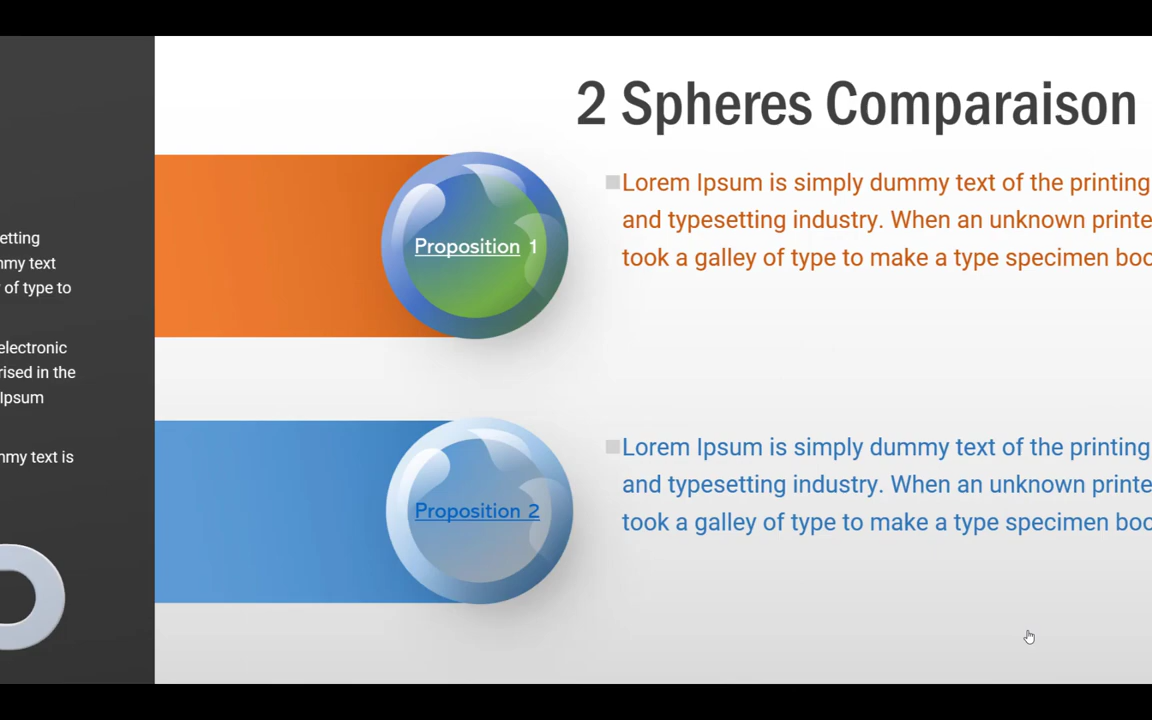 etting
mmy text
of type to
electronic
rised in the
Ipsum
mmy text is
2 Spheres Comparaison
Lorem Ipsum is simply dummy text of the printing
and typesetting industry. When an unknown printe
took a galley of type to make a type specimen boo
Proposition 1
Lorem Ipsum is simply dummy text of the printing
and typesetting industry. When an unknown printe
took a galley of type to make a type specimen boo
Proposition 2